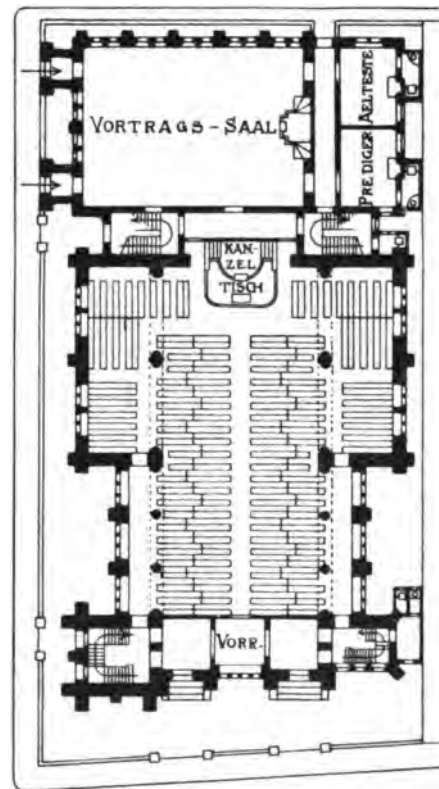 VORTRAGS-SAAL
AELTESTE
PREDIGER
KAN-
ZEL
TISCH
VORR.